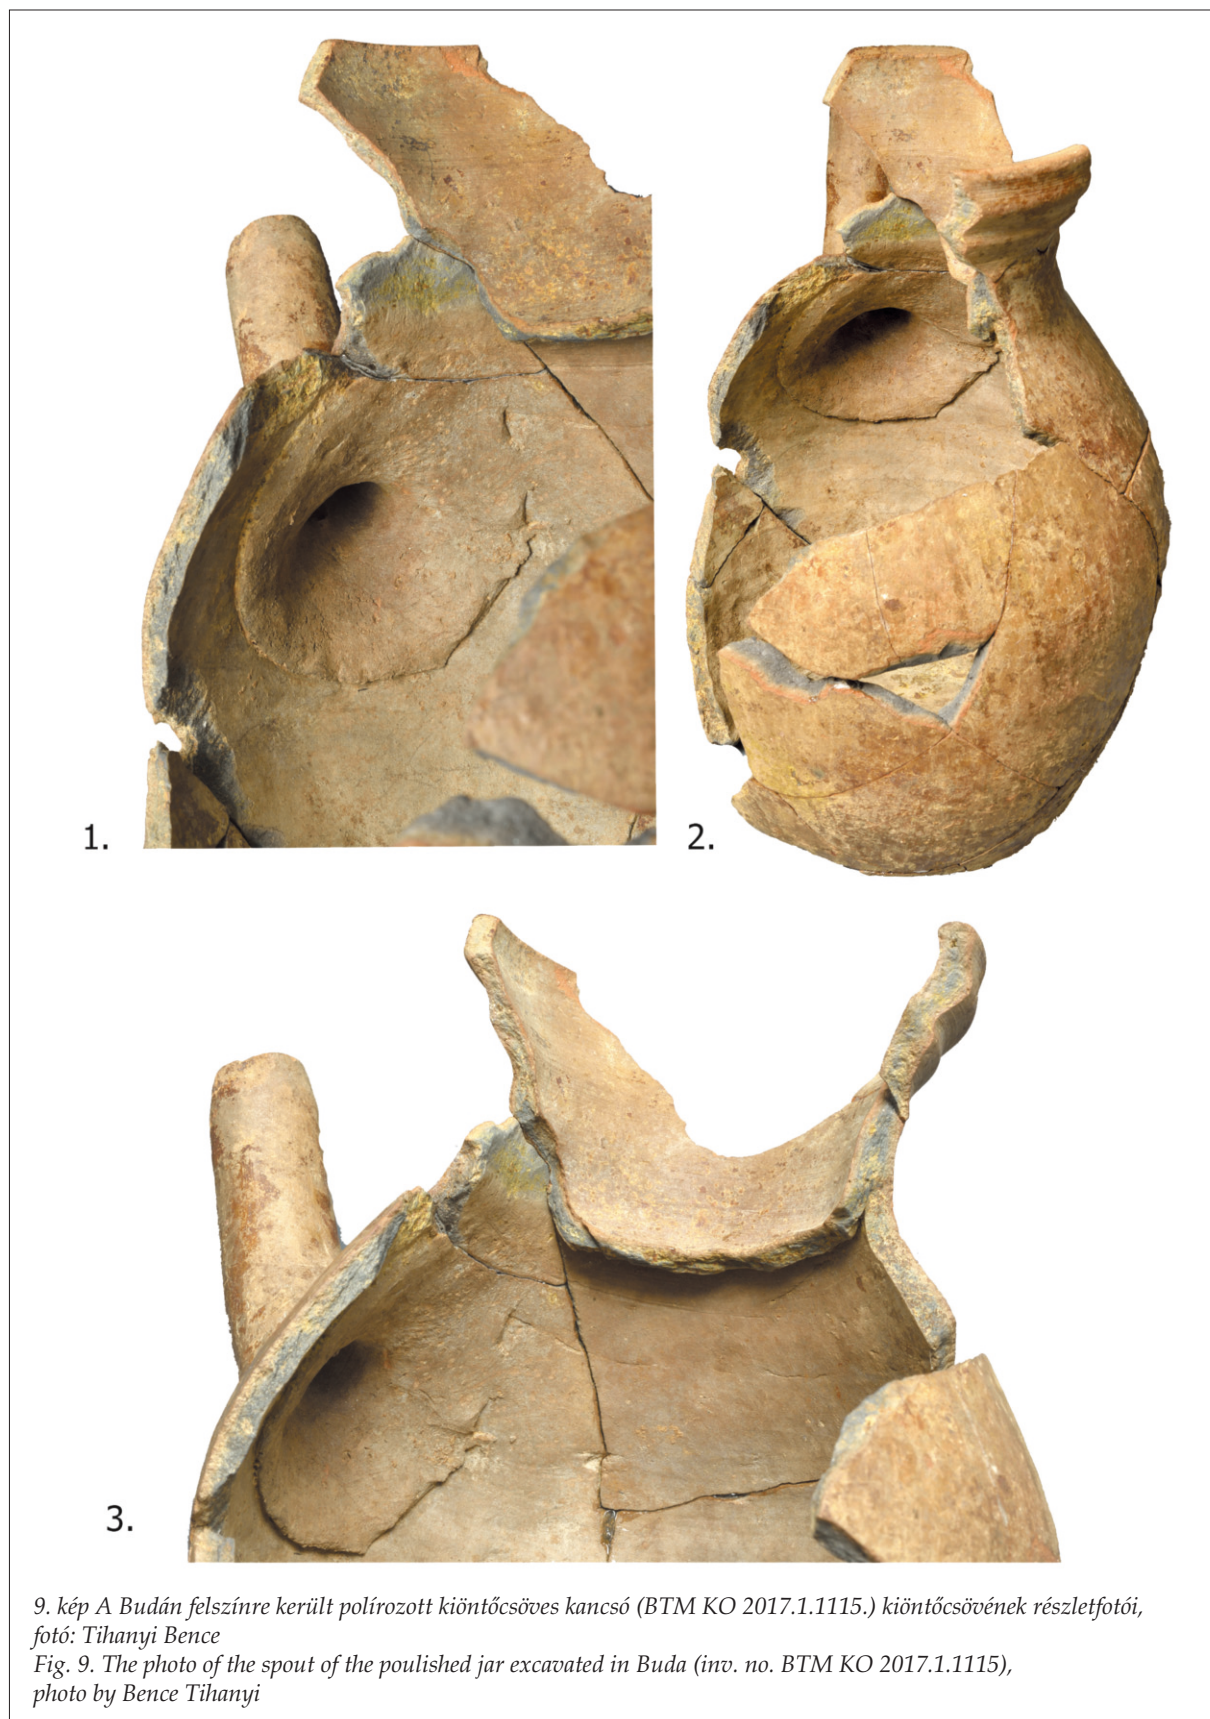 1.
2.
3.
9. kép A Budán felszínre került polírozott kiöntőcsöves kancsó (BTM KO 2017.1.1115.) kiöntőcsövének részletfotói,
fotó: Tihanyi Bence
Fig. 9. The photo of the spout of the poulished jar excavated in Buda (inv. no. BTM KO 2017.1.1115),
photo by Bence Tihanyi